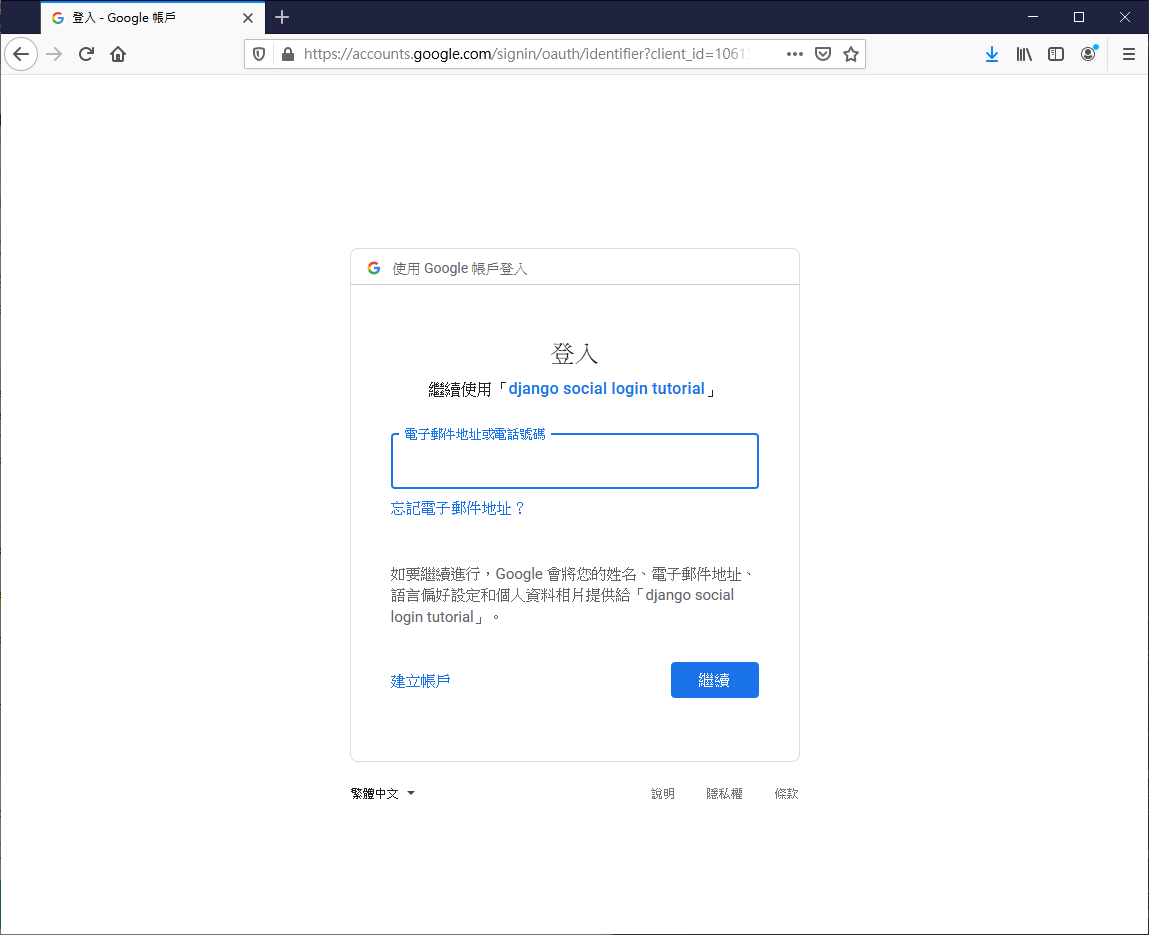 登入 - Google 帳戶
https://accounts.google.com/signin/oauth/identifier?client_id=1061
使用 Google 帳戶登入
登入
繼續使用「django social login tutorial」
電子郵件地址或電話號碼
忘記電子郵件地址？
如要繼續進行，Google 會將您的姓名、電子郵件地址、
語言偏好設定和個人資料相片提供給「django social
login tutorial」。
建立帳戶
繼續
繁體中文
說明
隱私權
條款